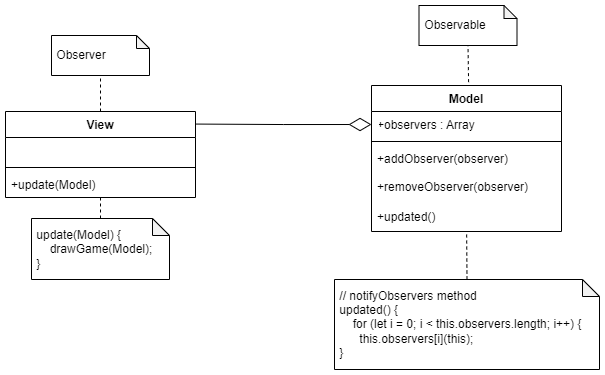 Observer
View
+update(Model)
update(Model) {
drawGame(Model);
}
Observable
Model
+observers : Array
+addObserver(observer)
+removeObserver(observer)
+updated()
// notifyObservers method
updated() {
for (let i = 0; i < this.observers.length; i++) {
this.observers[i](this);
}